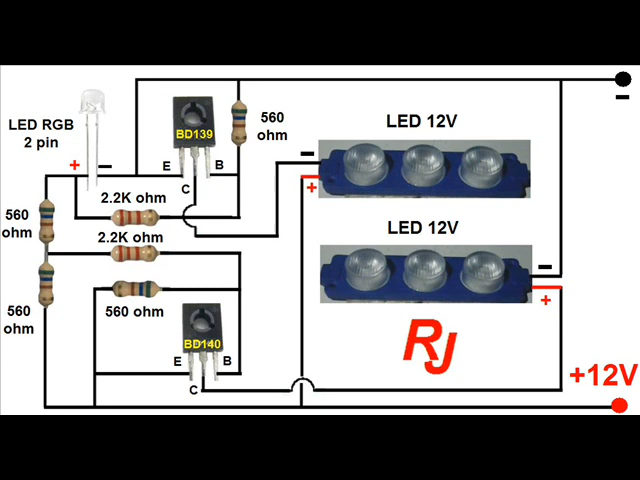 LED RGB
2 pin
+
−
BD139
E
B
C
560
ohm
LED 12V
−
+
−
2.2K ohm
560
ohm
2.2K ohm
LED 12V
−
+
560
ohm
560 ohm
BD140
E
B
C
RJ
+12V